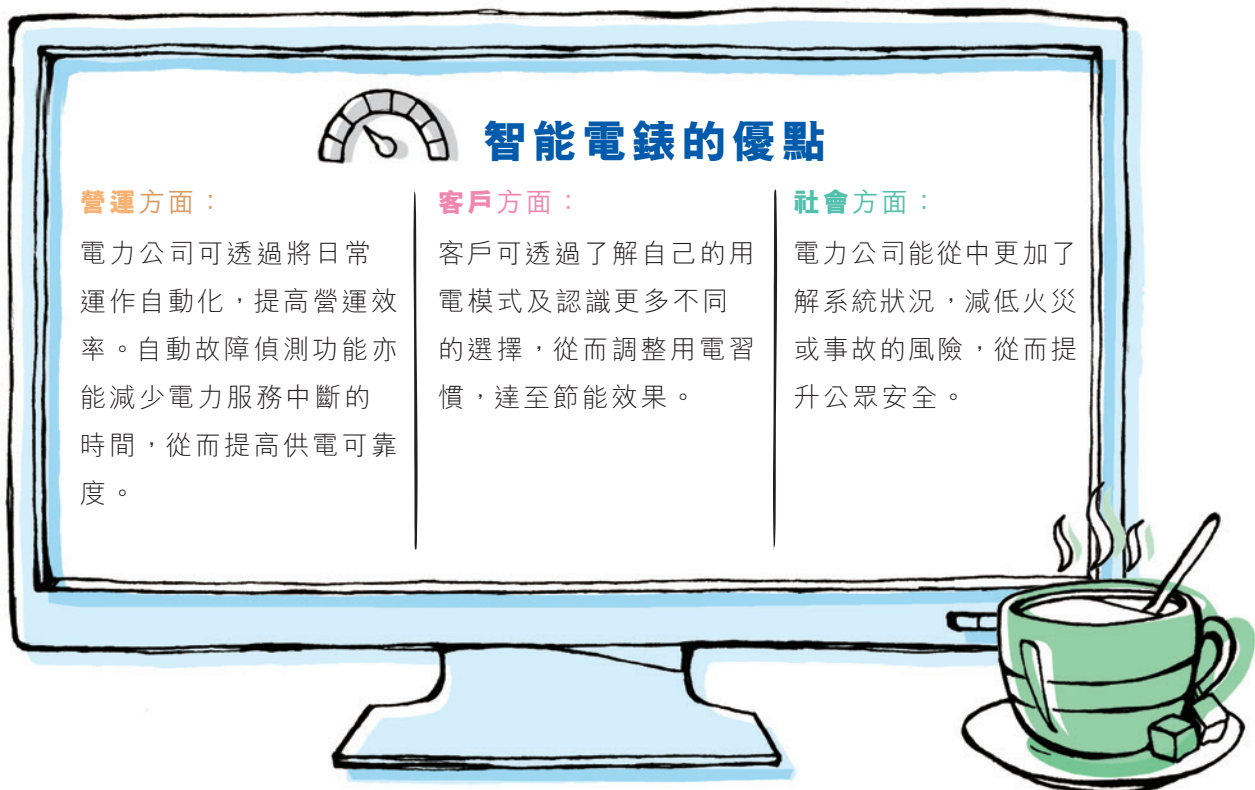 智能電錶的優點
營運方面：
電力公司可透過將日常
運作自動化，提高營運效
率。自動故障偵測功能亦
能減少電力服務中斷的
時間，從而提高供電可靠
度。
客戶方面：
客戶可透過了解自己的用
電模式及認識更多不同
的選擇，從而調整用電習
慣，達至節能效果。
社會方面：
電力公司能從中更加了
解系統狀況，減低火災
或事故的風險，從而提
升公眾安全。